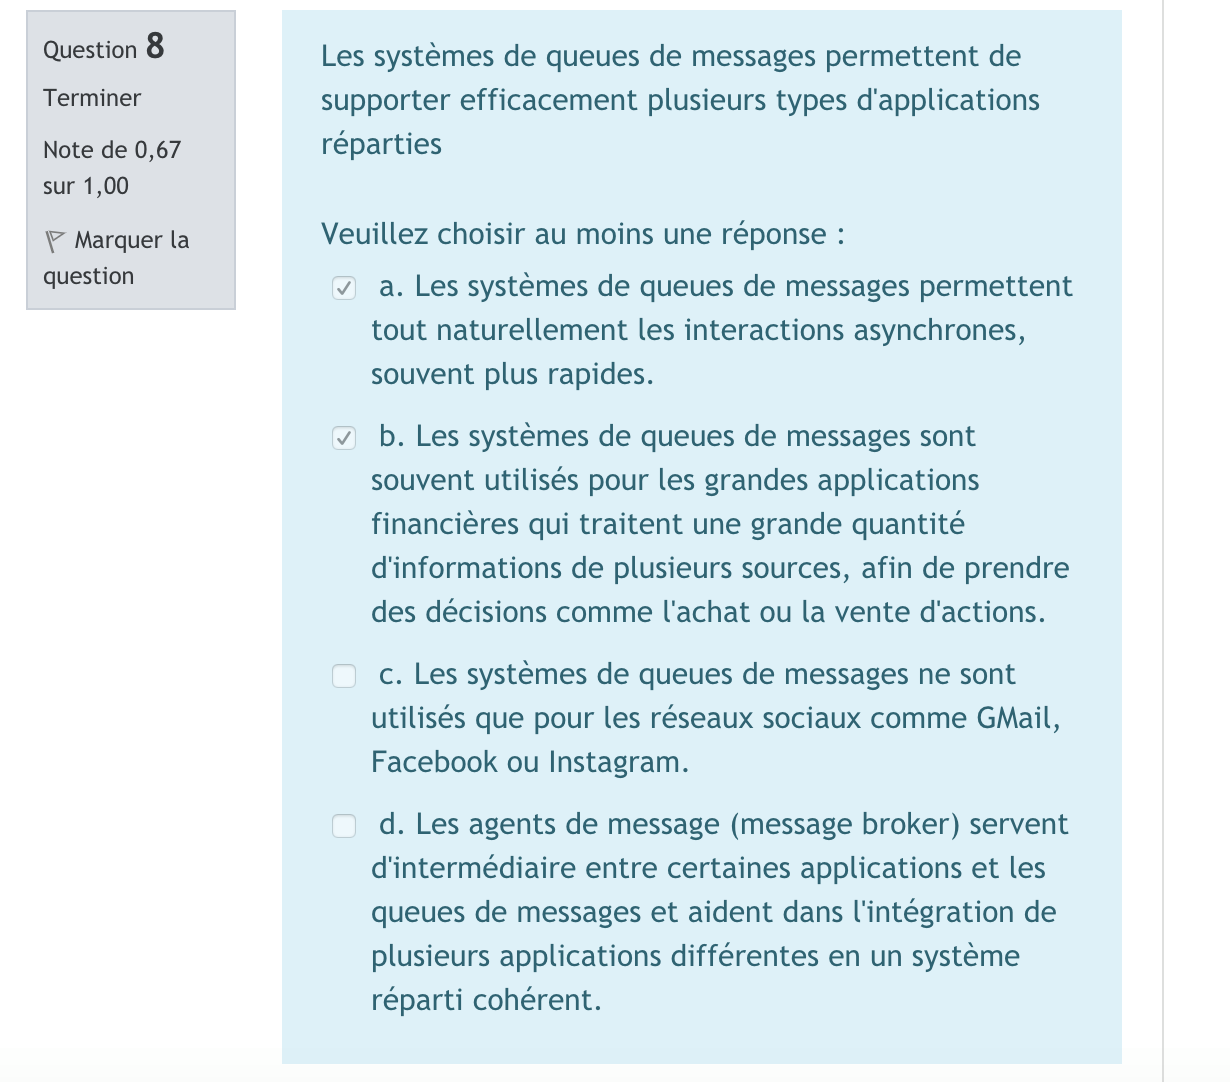 Question 8
Terminer
Note de 0,67
sur 1,00
Marquer la
question
Les systèmes de queues de messages permettent de
supporter efficacement plusieurs types d'applications
réparties
Veuillez choisir au moins une réponse :
a. Les systèmes de queues de messages permettent
tout naturellement les interactions asynchrones,
souvent plus rapides.
b. Les systèmes de queues de messages sont
souvent utilisés pour les grandes applications
financières qui traitent une grande quantité
d'informations de plusieurs sources, afin de prendre
des décisions comme l'achat ou la vente d'actions.
c. Les systèmes de queues de messages ne sont
utilisés que pour les réseaux sociaux comme GMail,
Facebook ou Instagram.
d. Les agents de message (message broker) servent
d'intermédiaire entre certaines applications et les
queues de messages et aident dans l'intégration de
plusieurs applications différentes en un système
réparti cohérent.